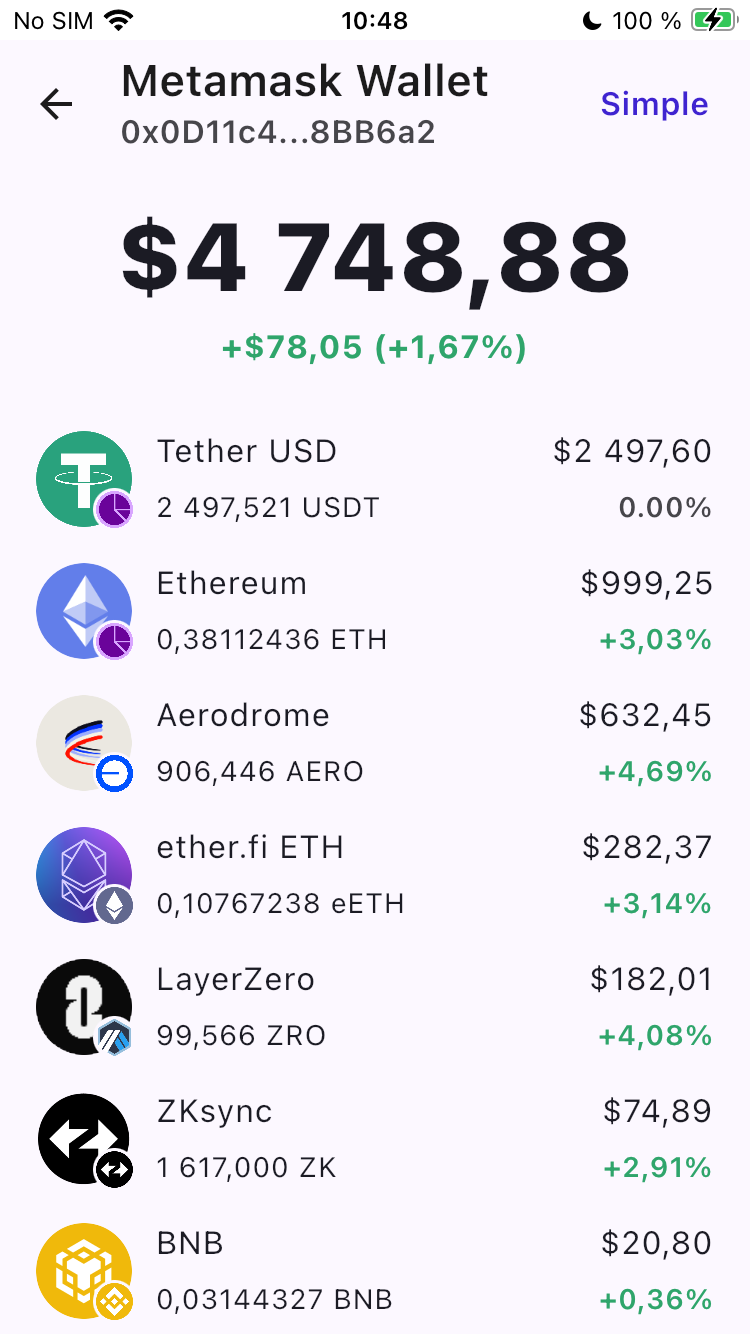 No SIM 10:48 100 %
Metamask Wallet
0x0D11c4...8BB6a2
Simple
$4 748,88
+$78,05 (+1,67%)
Tether USD $2 497,60
2 497,521 USDT 0.00%
Ethereum $999,25
0,38112436 ETH +3,03%
Aerodrome $632,45
906,446 AERO +4,69%
ether.fi ETH $282,37
0,10767238 eETH +3,14%
LayerZero $182,01
99,566 ZRO +4,08%
ZKsync $74,89
1 617,000 ZK +2,91%
BNB $20,80
0,03144327 BNB +0,36%